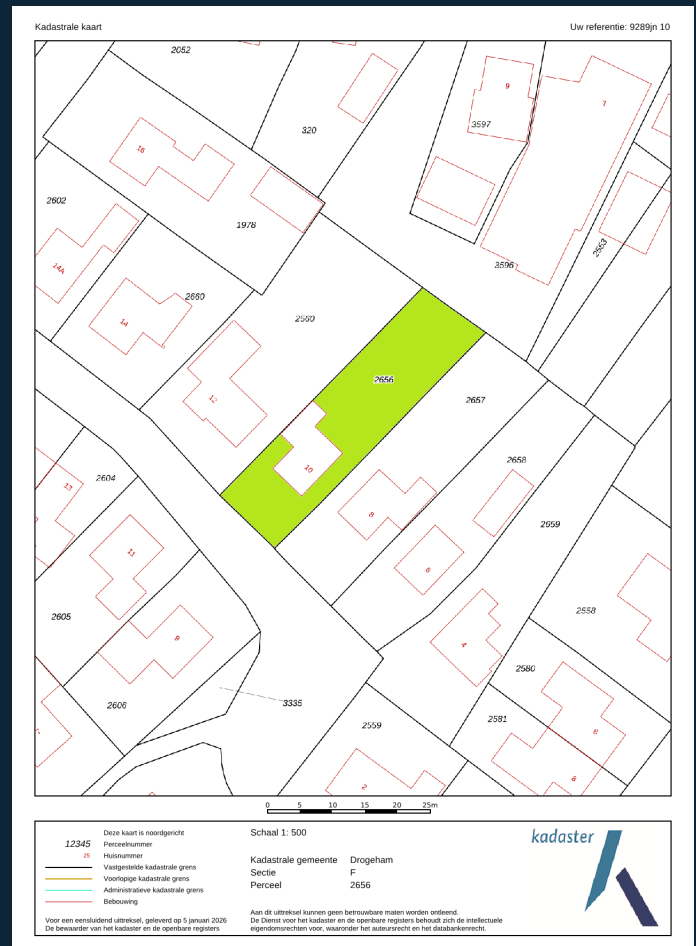 Kadastrale kaart
Uw referentie: 9289jn 10
2052
9
7
3597
320
16
2602
1978
2553
3596
14A
2660
14
2560
2656
12
2657
10
2658
2604
13
8
2659
11
6
2605
9
4
2558
2580
2606
3335
2581
2559
6
2
8
0 5 10 15 20 25m
Deze kaart is noordgericht
12345 Perceelnummer
25 Huisnummer
Vastgestelde kadastrale grens
Voorlopige kadastrale grens
Administratieve kadastrale grens
Bebouwing
Voor een eensluidend uittreksel, geleverd op 5 januari 2026
De bewaarder van het kadaster en de openbare registers
Schaal 1: 500
Kadastrale gemeente Drogeham
Sectie F
Perceel 2656
Aan dit uittreksel kunnen geen betrouwbare maten worden ontleend.
De Dienst voor het kadaster en de openbare registers behoudt zich de intellectuele
eigendomsrechten voor, waaronder het auteursrecht en het databankenrecht.
kadaster